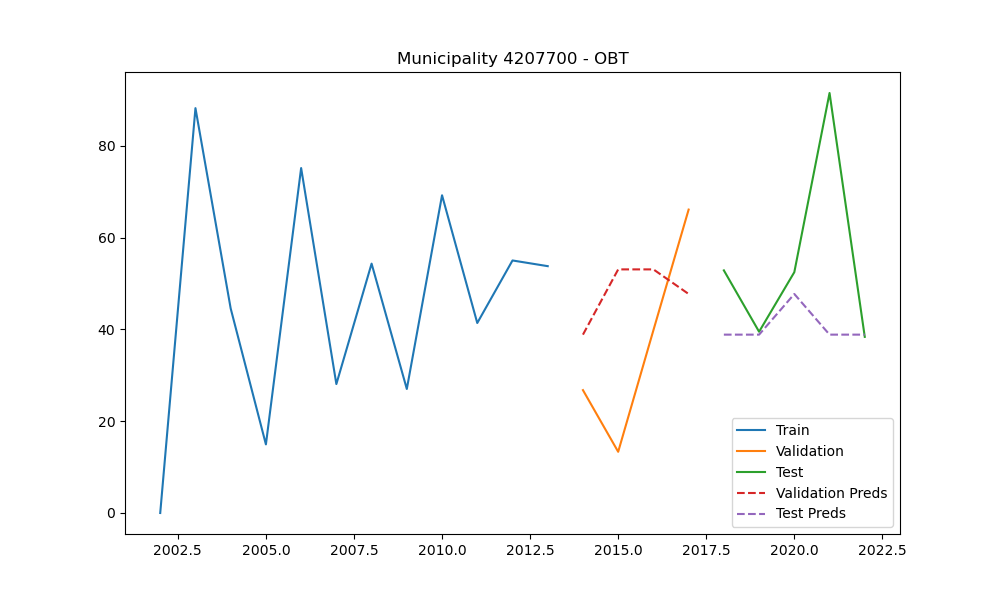 Municipality 4207700 - OBT
80
60
40
20
0
2002.5 2005.0 2007.5 2010.0 2012.5 2015.0 2017.5 2020.0 2022.5
Train
Validation
Test
Validation Preds
Test Preds